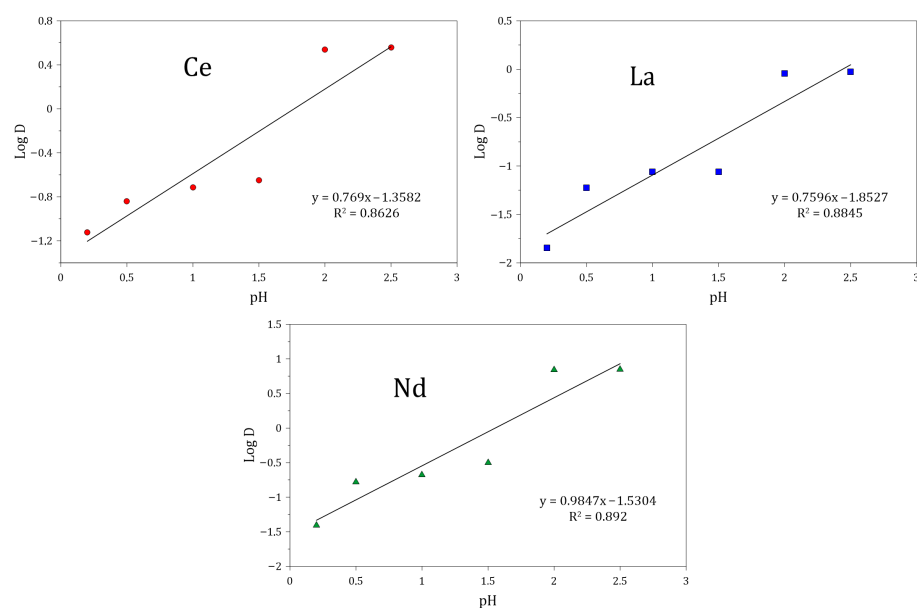 Ce
Log D
0.8
0.4
0
−0.4
−0.8
−1.2
0
0.5
1
1.5
2
2.5
3
pH
y = 0.769x−1.3582
R² = 0.8626
La
Log D
0.5
0
−0.5
−1
−1.5
−2
0
0.5
1
1.5
2
2.5
3
pH
y = 0.7596x−1.8527
R² = 0.8845
Nd
Log D
1.5
1
0.5
0
−0.5
−1
−1.5
−2
0
0.5
1
1.5
2
2.5
3
pH
y = 0.9847x−1.5304
R² = 0.892